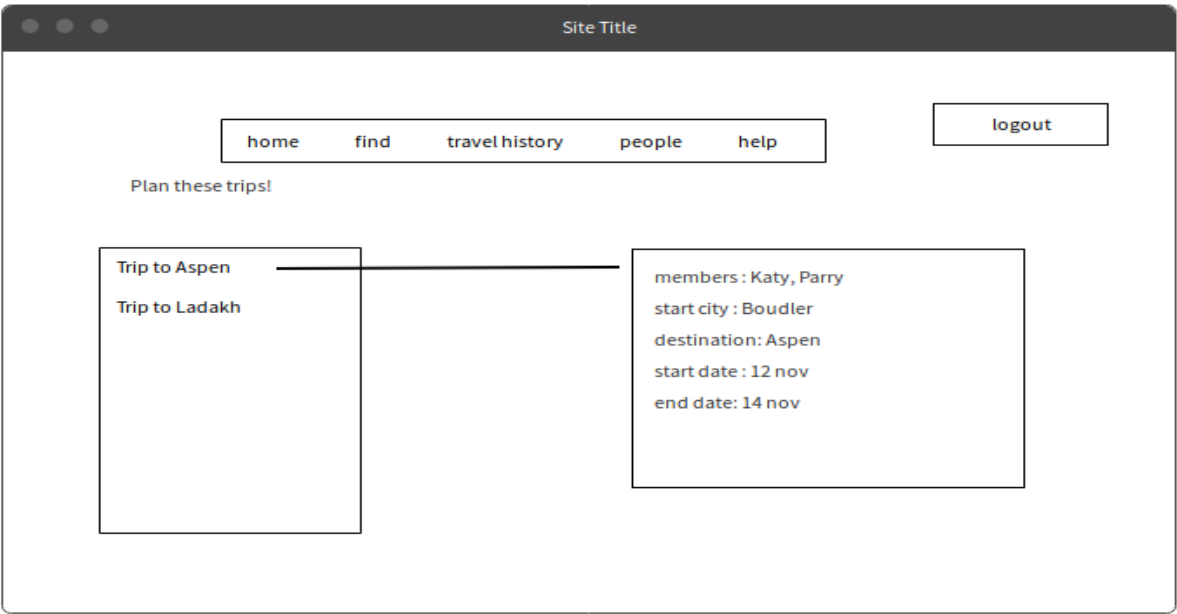 Site Title
logout
home find travel history people help
Plan these trips!
Trip to Aspen
Trip to Ladakh
members : Katy, Parry
start city : Boudler
destination: Aspen
start date : 12 nov
end date: 14 nov